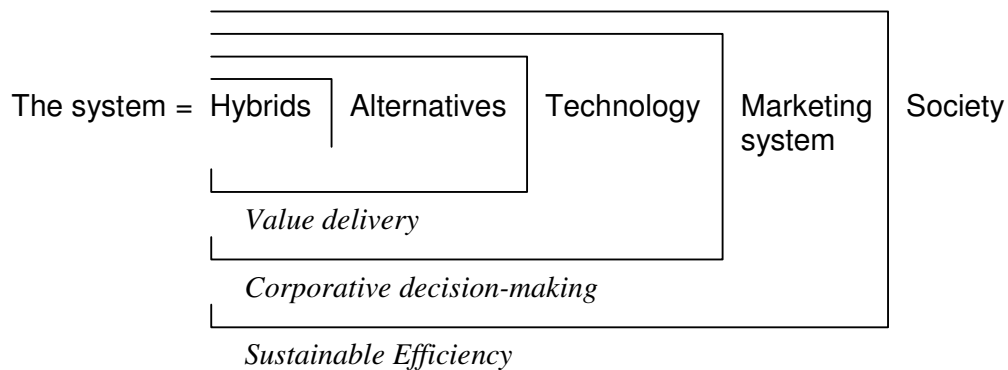 The system = Hybrids Alternatives Technology Marketing Society
system
Value delivery
Corporative decision-making
Sustainable Efficiency